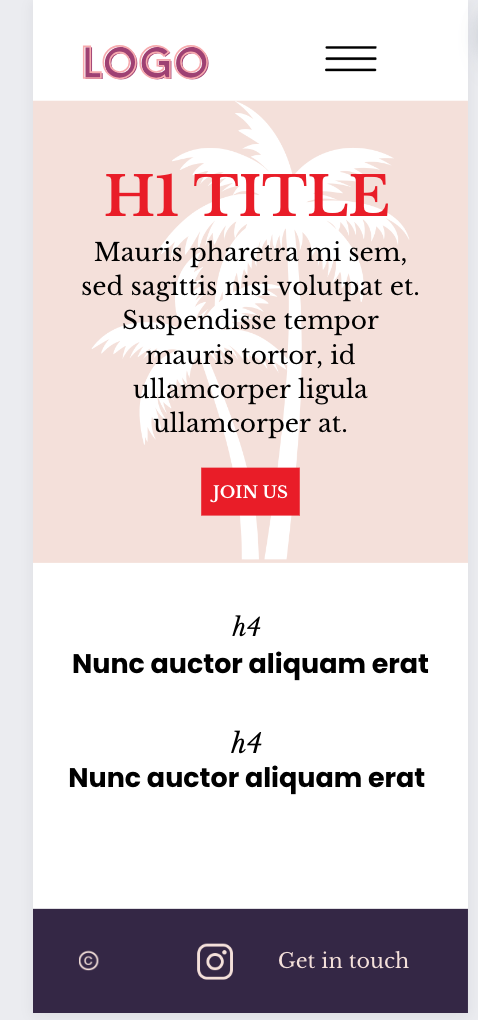 LOGO
H1 TITLE
Mauris pharetra mi sem,
sed sagittis nisi volutpat et.
Suspendisse tempor
mauris tortor, id
ullamcorper ligula
ullamcorper at.
JOIN US
h4
Nunc auctor aliquam erat
h4
Nunc auctor aliquam erat
© Get in touch